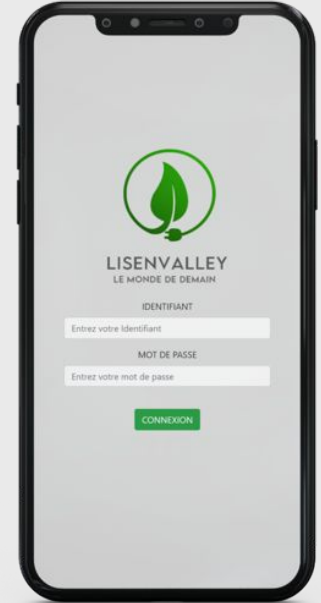 LISENVALLEY
LE MONDE DE DEMAIN
IDENTIFIANT
Entrez votre Identifiant
MOT DE PASSE
Entrez votre mot de passe
CONNEXION